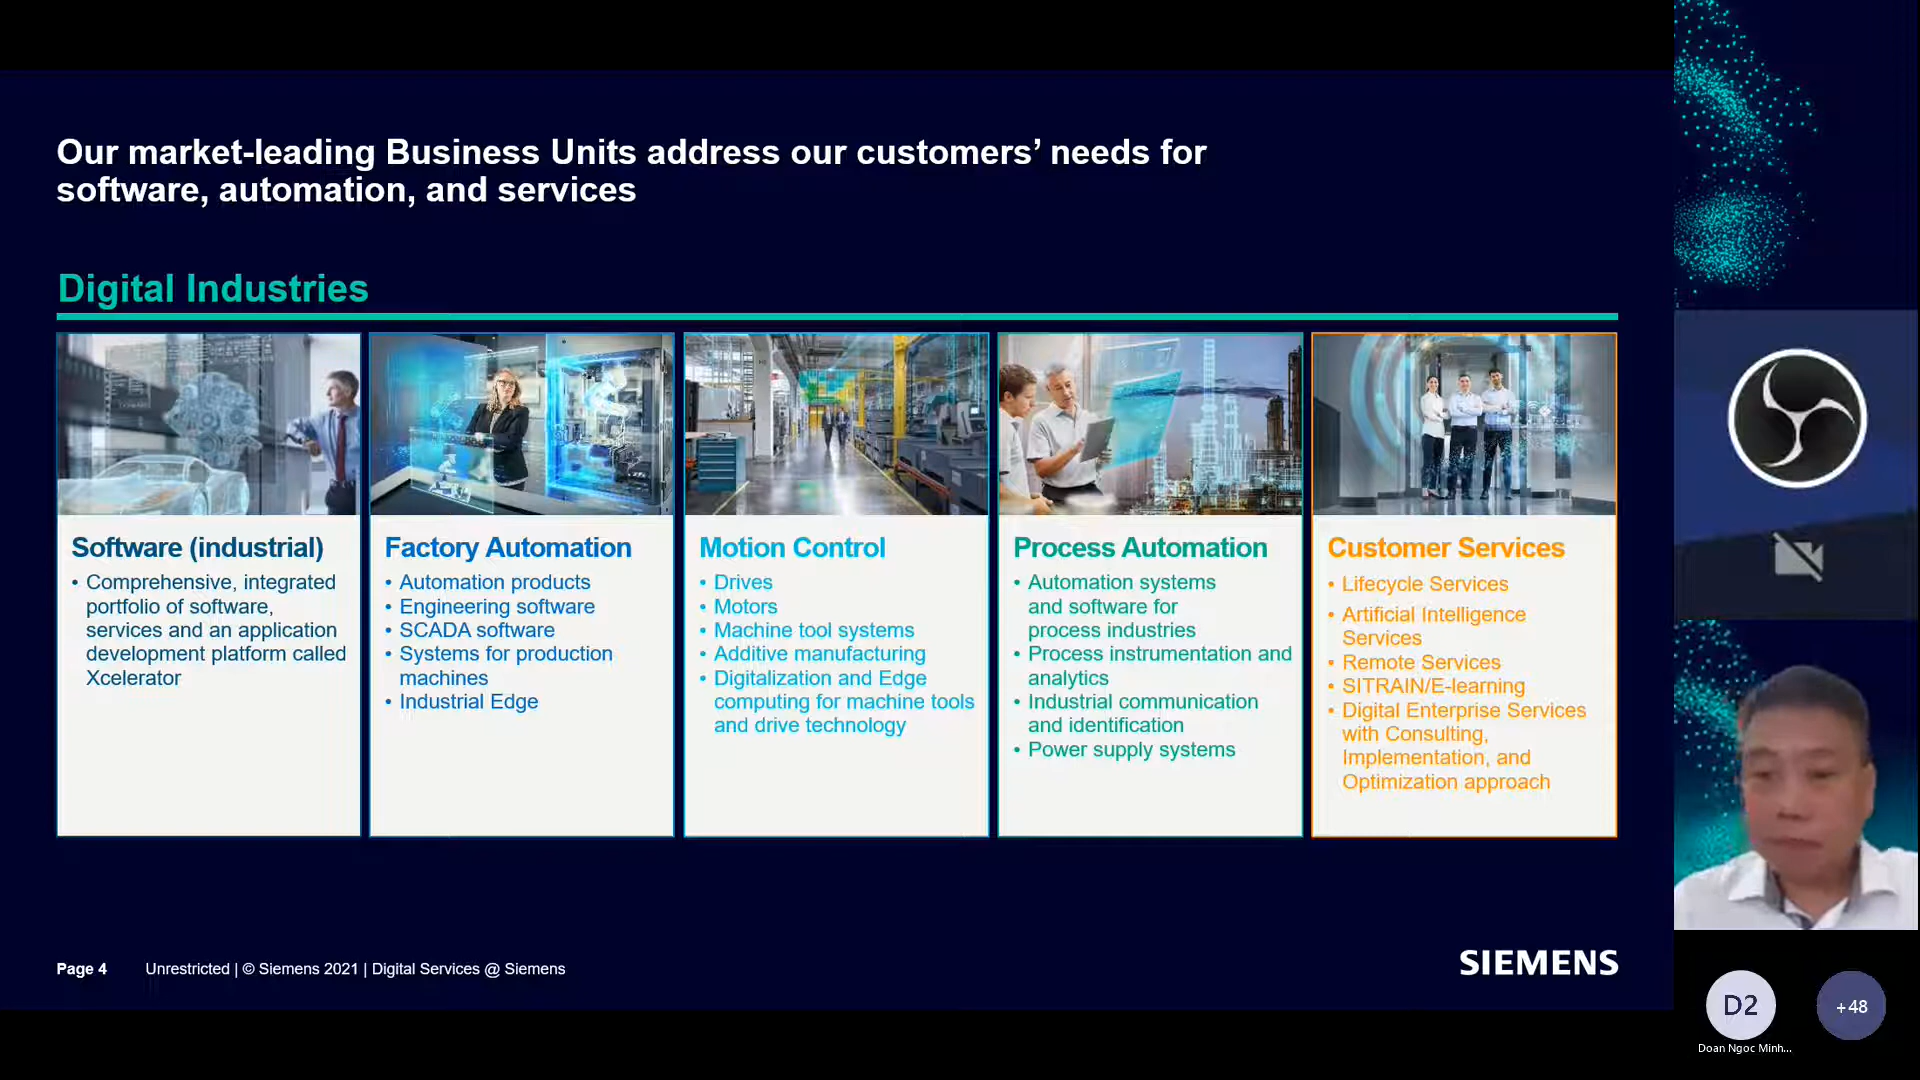 Our market-leading Business Units address our customers’ needs for
software, automation, and services
Digital Industries
Software (industrial)
• Comprehensive, integrated
portfolio of software,
services and an application
development platform called
Xcelerator
Factory Automation
• Automation products
• Engineering software
• SCADA software
• Systems for production
machines
• Industrial Edge
Motion Control
• Drives
• Motors
• Machine tool systems
• Additive manufacturing
• Digitalization and Edge
computing for machine tools
and drive technology
Process Automation
• Automation systems
and software for
process industries
• Process instrumentation and
analytics
• Industrial communication
and identification
• Power supply systems
Customer Services
• Lifecycle Services
• Artificial Intelligence
Services
• Remote Services
• SITRAIN/E-learning
• Digital Enterprise Services
with Consulting,
Implementation, and
Optimization approach
Page 4 Unrestricted | © Siemens 2021 | Digital Services @ Siemens
SIEMENS
D2
+48
Doan Ngoc Minh...